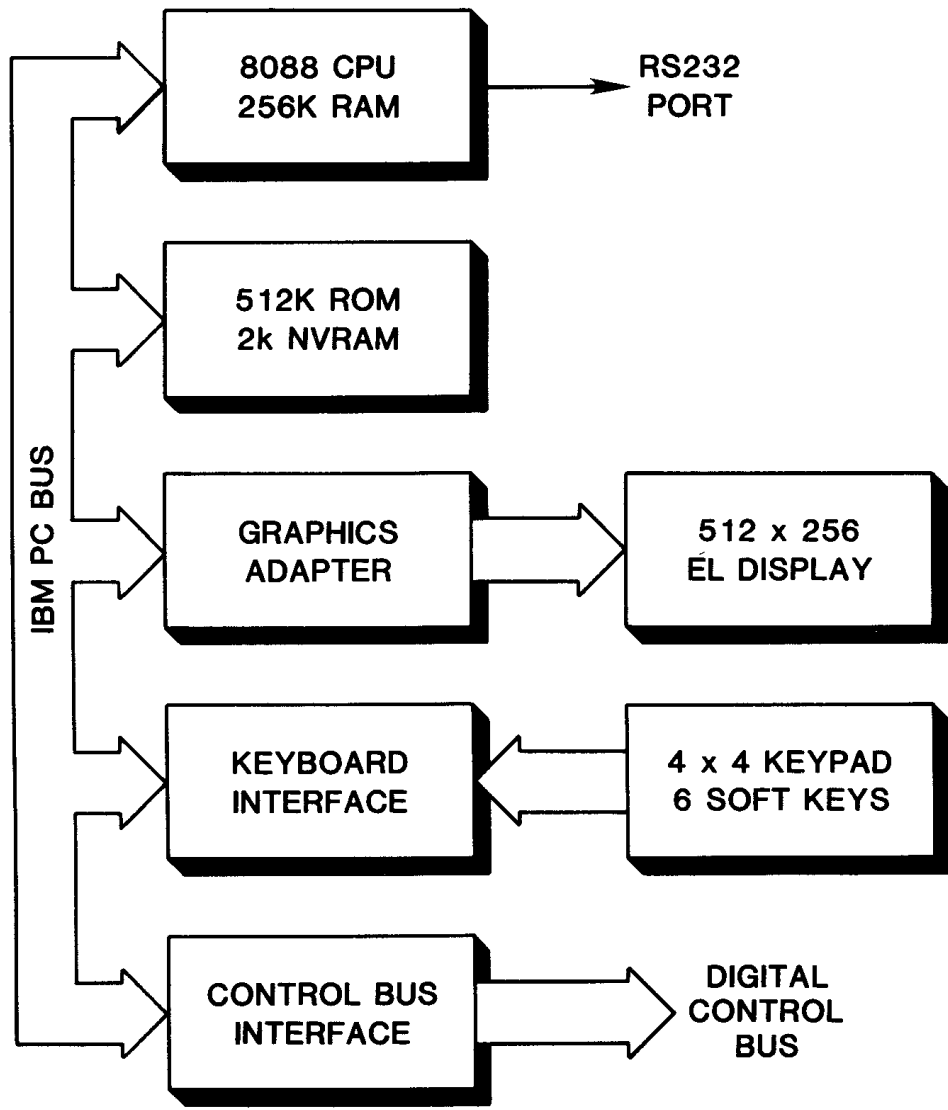 8088 CPU
256K RAM
RS232
PORT
512K ROM
2k NVRAM
IBM PC BUS
GRAPHICS
ADAPTER
512 x 256
EL DISPLAY
KEYBOARD
INTERFACE
4 x 4 KEYPAD
6 SOFT KEYS
CONTROL BUS
INTERFACE
DIGITAL
CONTROL
BUS